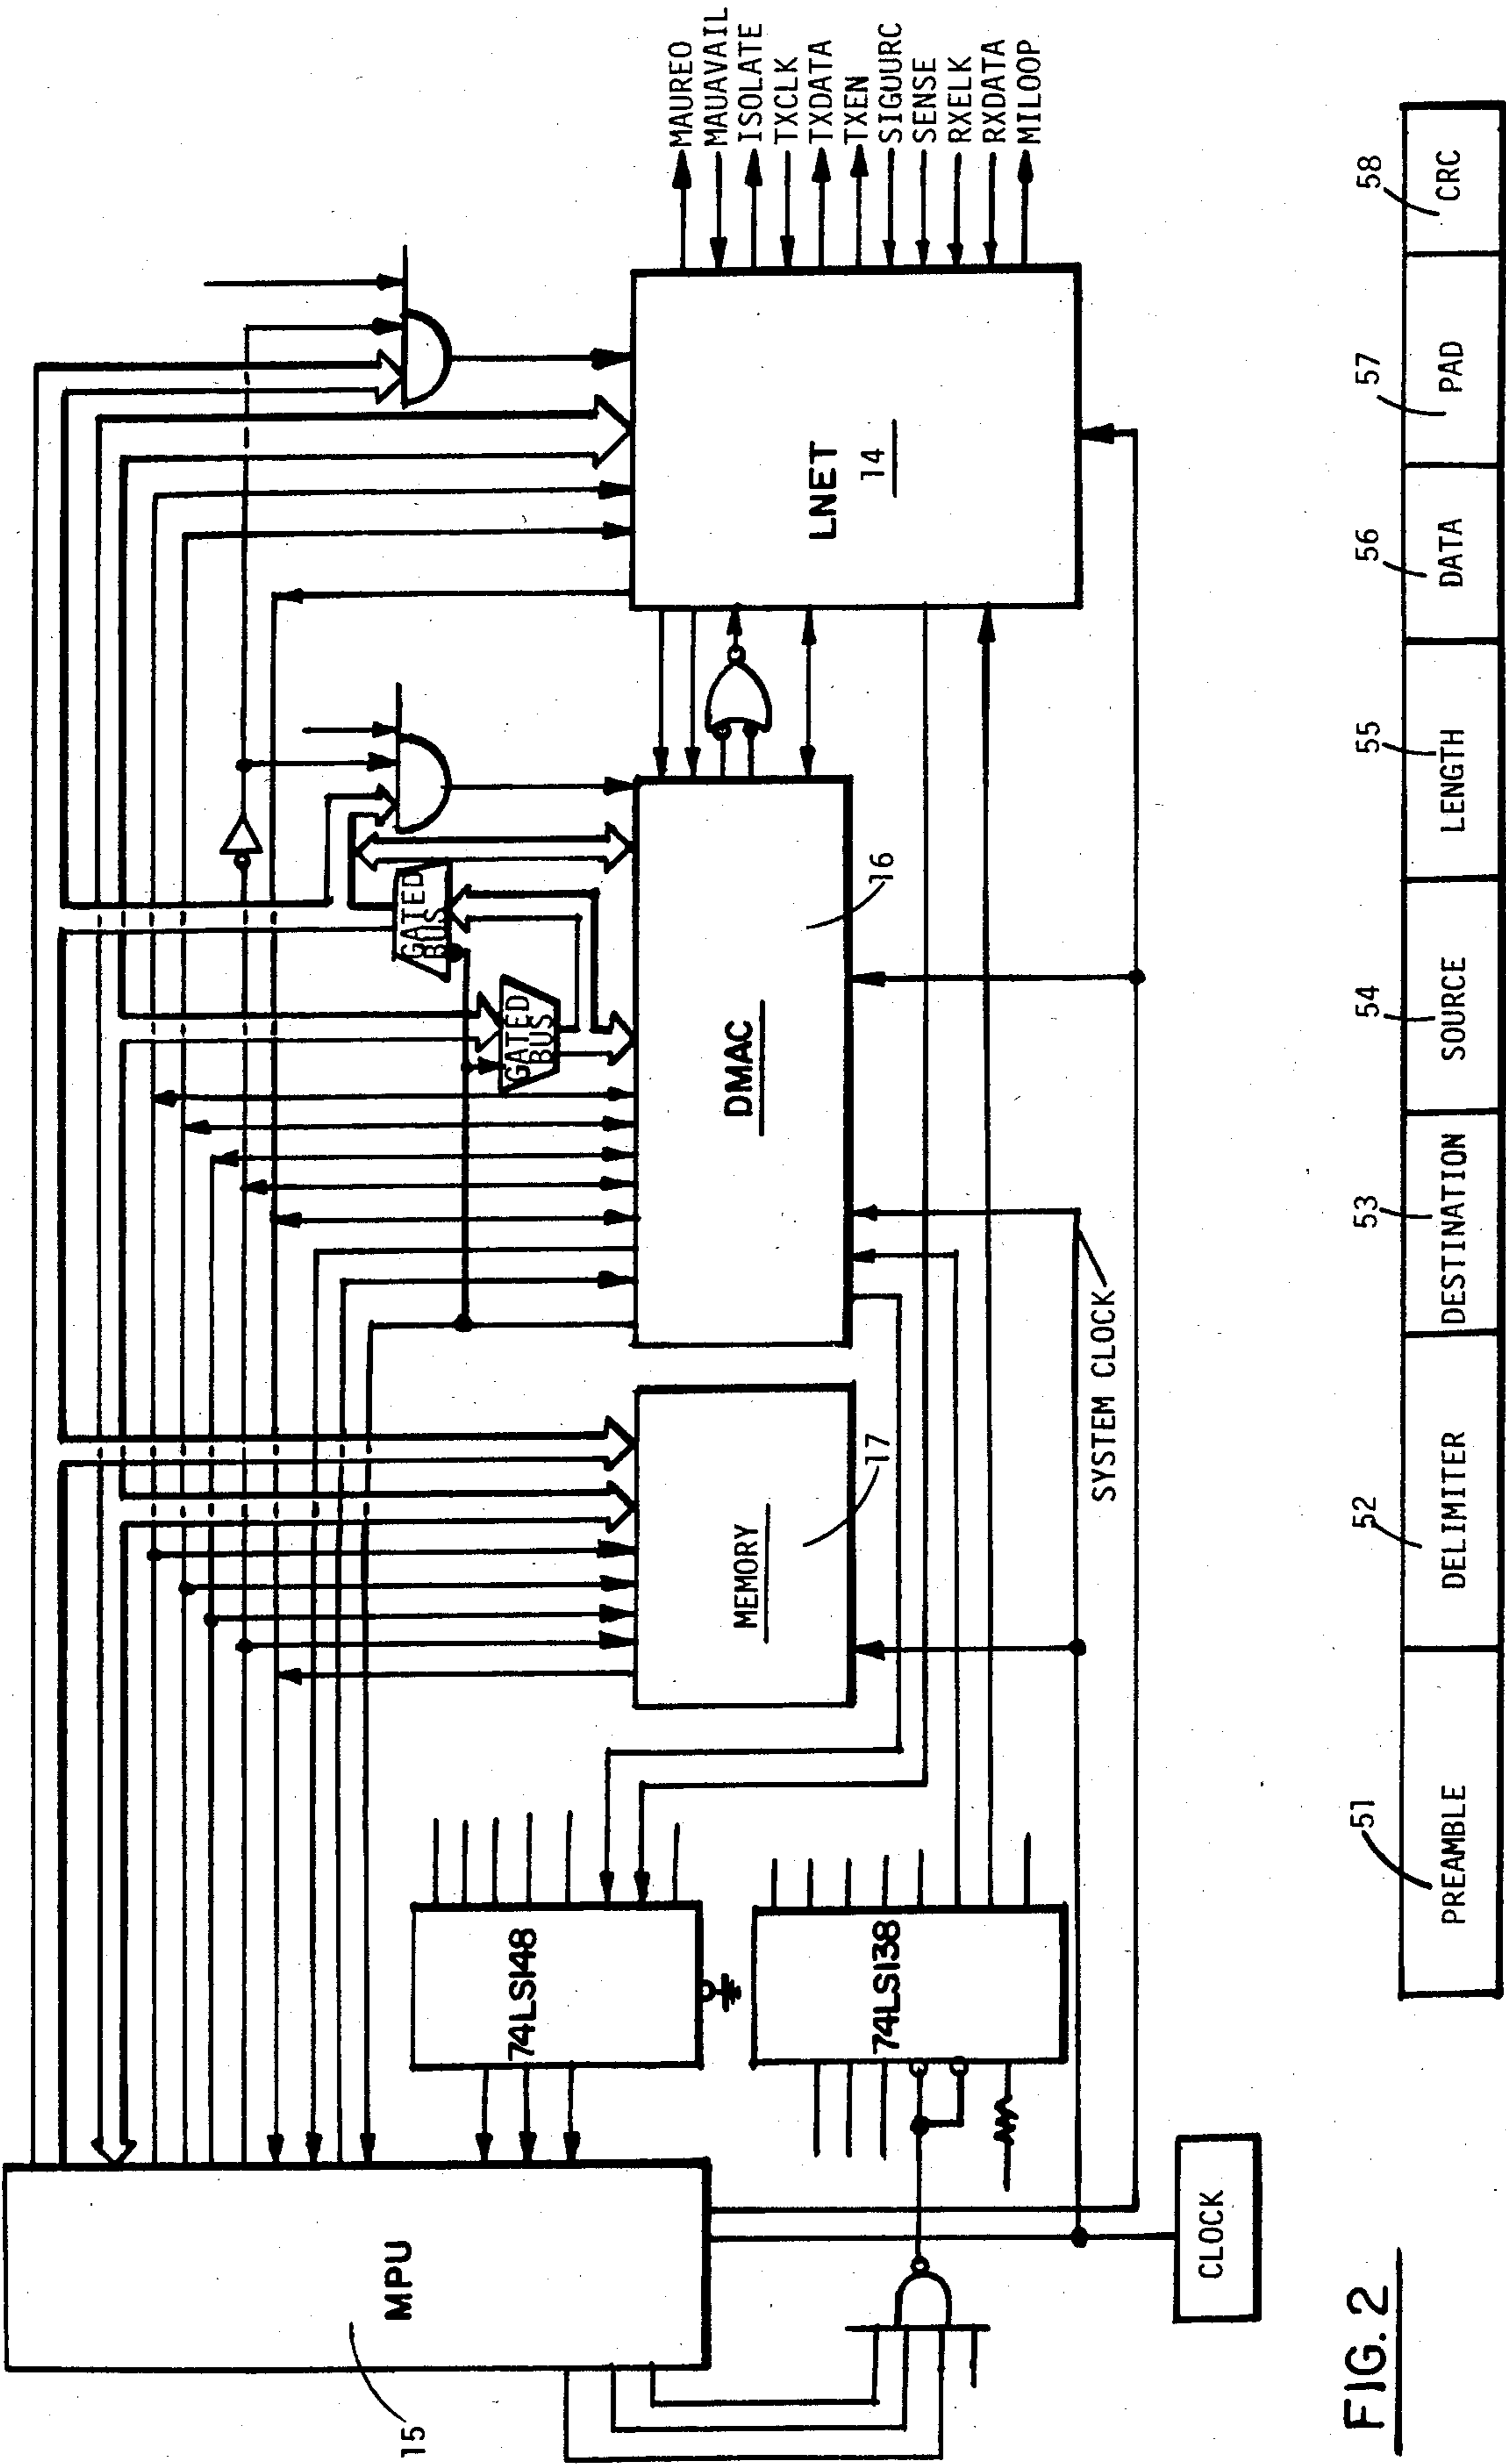 MAUREO
MAUAVAIL
ISOLATE
TXCLK
TXDATA
TXEN
SIGUURC
SENSE
RXELK
RXDATA
MILOOP
MPU
15
74LS148
74LS138
MEMORY
17
GATED
BUS
GATED
BUS
DMAC
16
LNET
14
SYSTEM CLOCK
CLOCK
51
52
53
54
55
56
57
58
PREAMBLE
DELIMITER
DESTINATION
SOURCE
LENGTH
DATA
PAD
CRC
FIG. 2